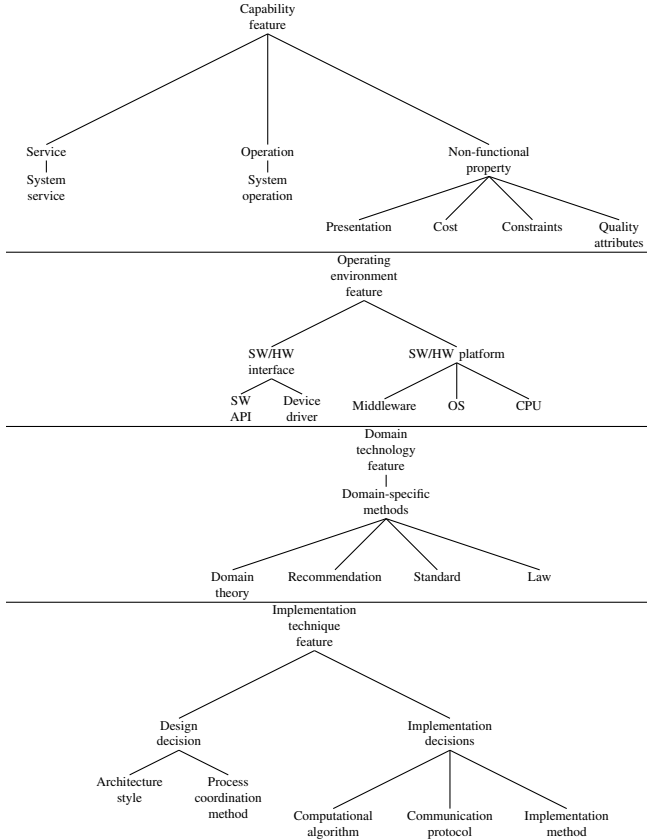 Capability
feature
Service
Operation
Non-functional
property
System
service
System
operation
Presentation
Cost
Constraints
Quality
attributes
Operating
environment
feature
SW/HW
interface
SW/HW platform
SW
API
Device
driver
Middleware
OS
CPU
Domain
technology
feature
Domain-specific
methods
Domain
theory
Recommendation
Standard
Law
Implementation
technique
feature
Design
decision
Implementation
decisions
Architecture
style
Process
coordination
method
Computational
algorithm
Communication
protocol
Implementation
method